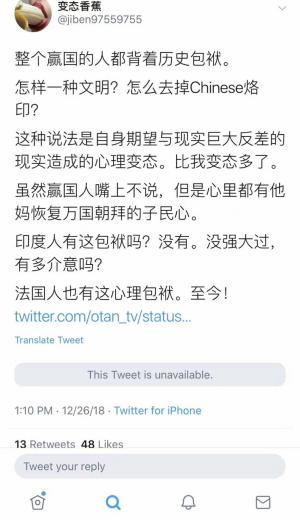 变态香蕉
@jiben97559755
整个赢国的人都背着历史包袱。
怎样一种文明？怎么去掉Chinese烙
印？
这种说法是自身期望与现实巨大反差的
现实造成的心理变态。比我变态多了。
虽然赢国人嘴上不说，但是心里都有他
妈恢复万国朝拜的子民心。
印度人有这包袱吗？没有。没强大过，
有多介意吗？
法国人也有这心理包袱。至今！
twitter.com/otan_tv/status...
Translate Tweet
This Tweet is unavailable.
1:10 PM · 12/26/18 · Twitter for iPhone
13 Retweets 48 Likes
Tweet your reply